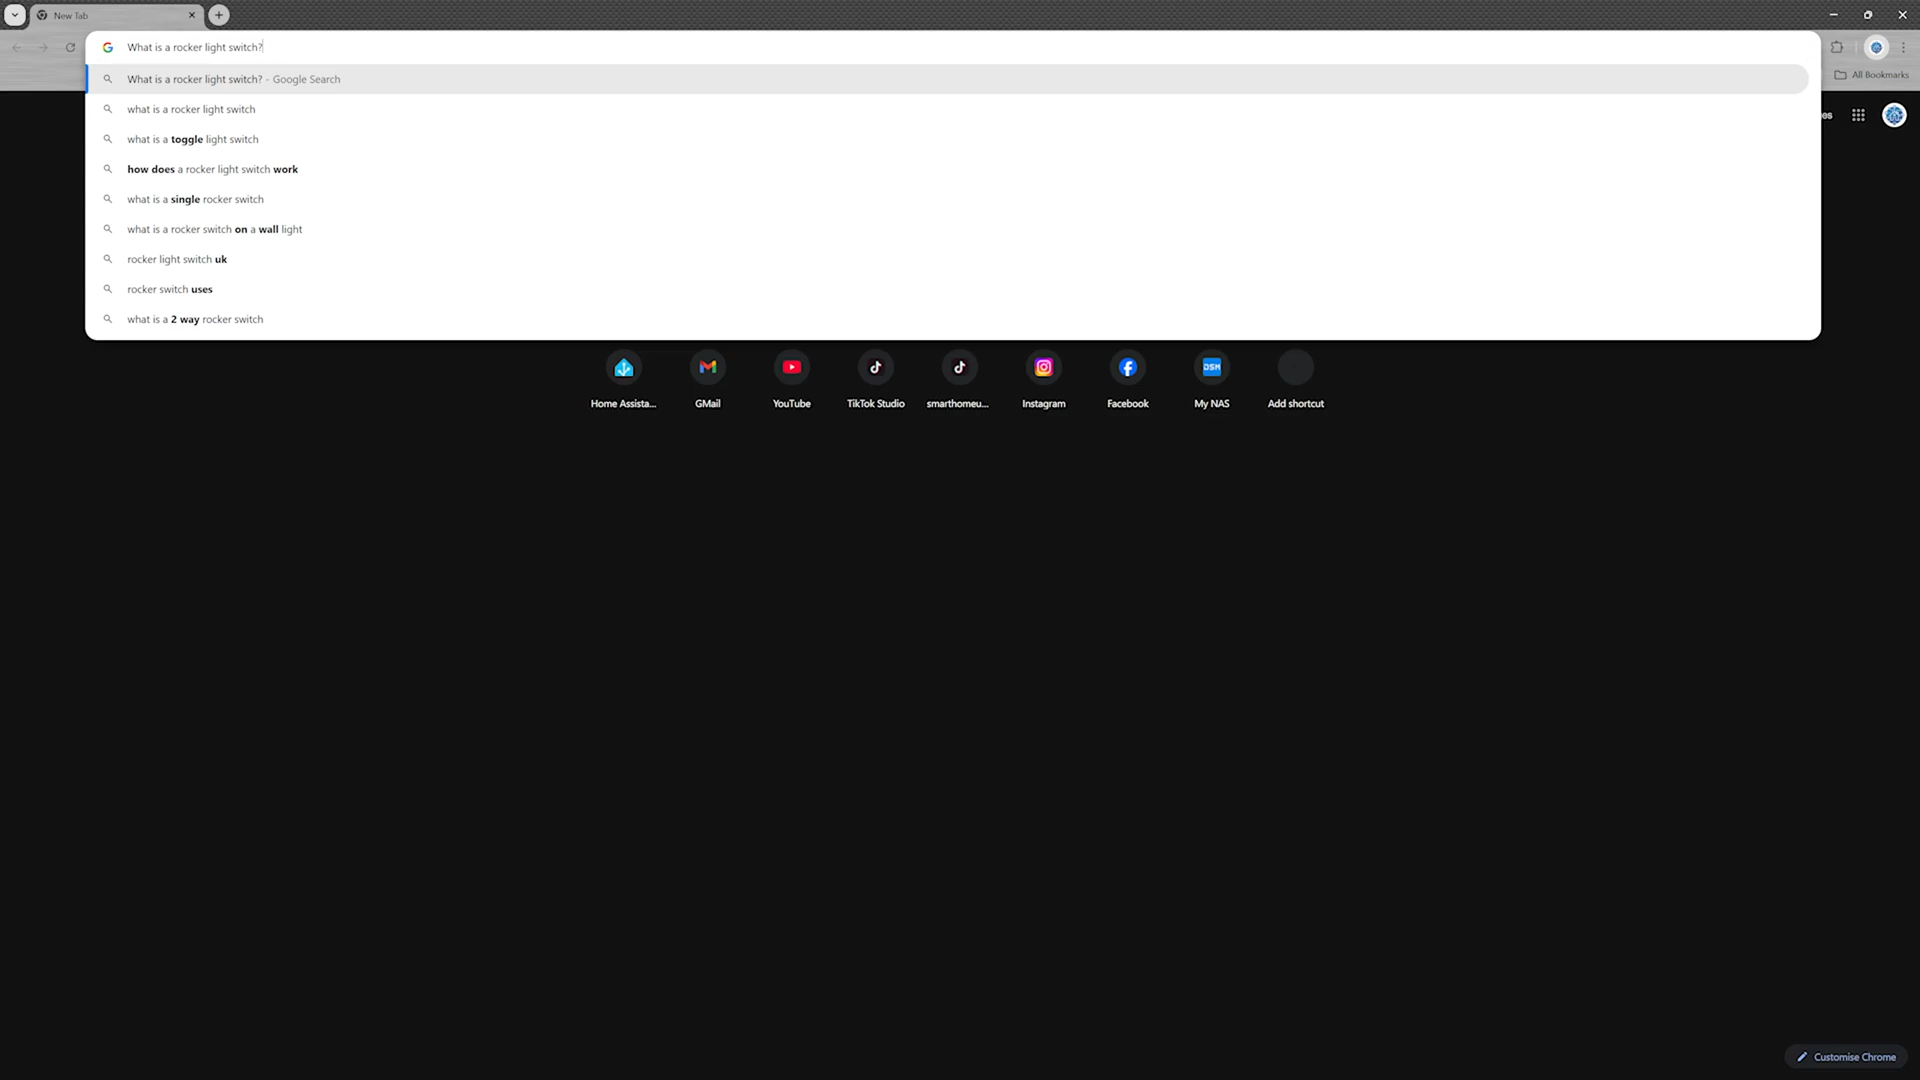 New Tab
What is a rocker light switch?
What is a rocker light switch? - Google Search
All Bookmarks
what is a rocker light switch
es
what is a toggle light switch
how does a rocker light switch work
what is a single rocker switch
what is a rocker switch on a wall light
rocker light switch uk
rocker switch uses
what is a 2 way rocker switch
DSM
Home Assista...
GMail
YouTube
TikTok Studio
smarthomeu...
Instagram
Facebook
My NAS
Add shortcut
Customise Chrome